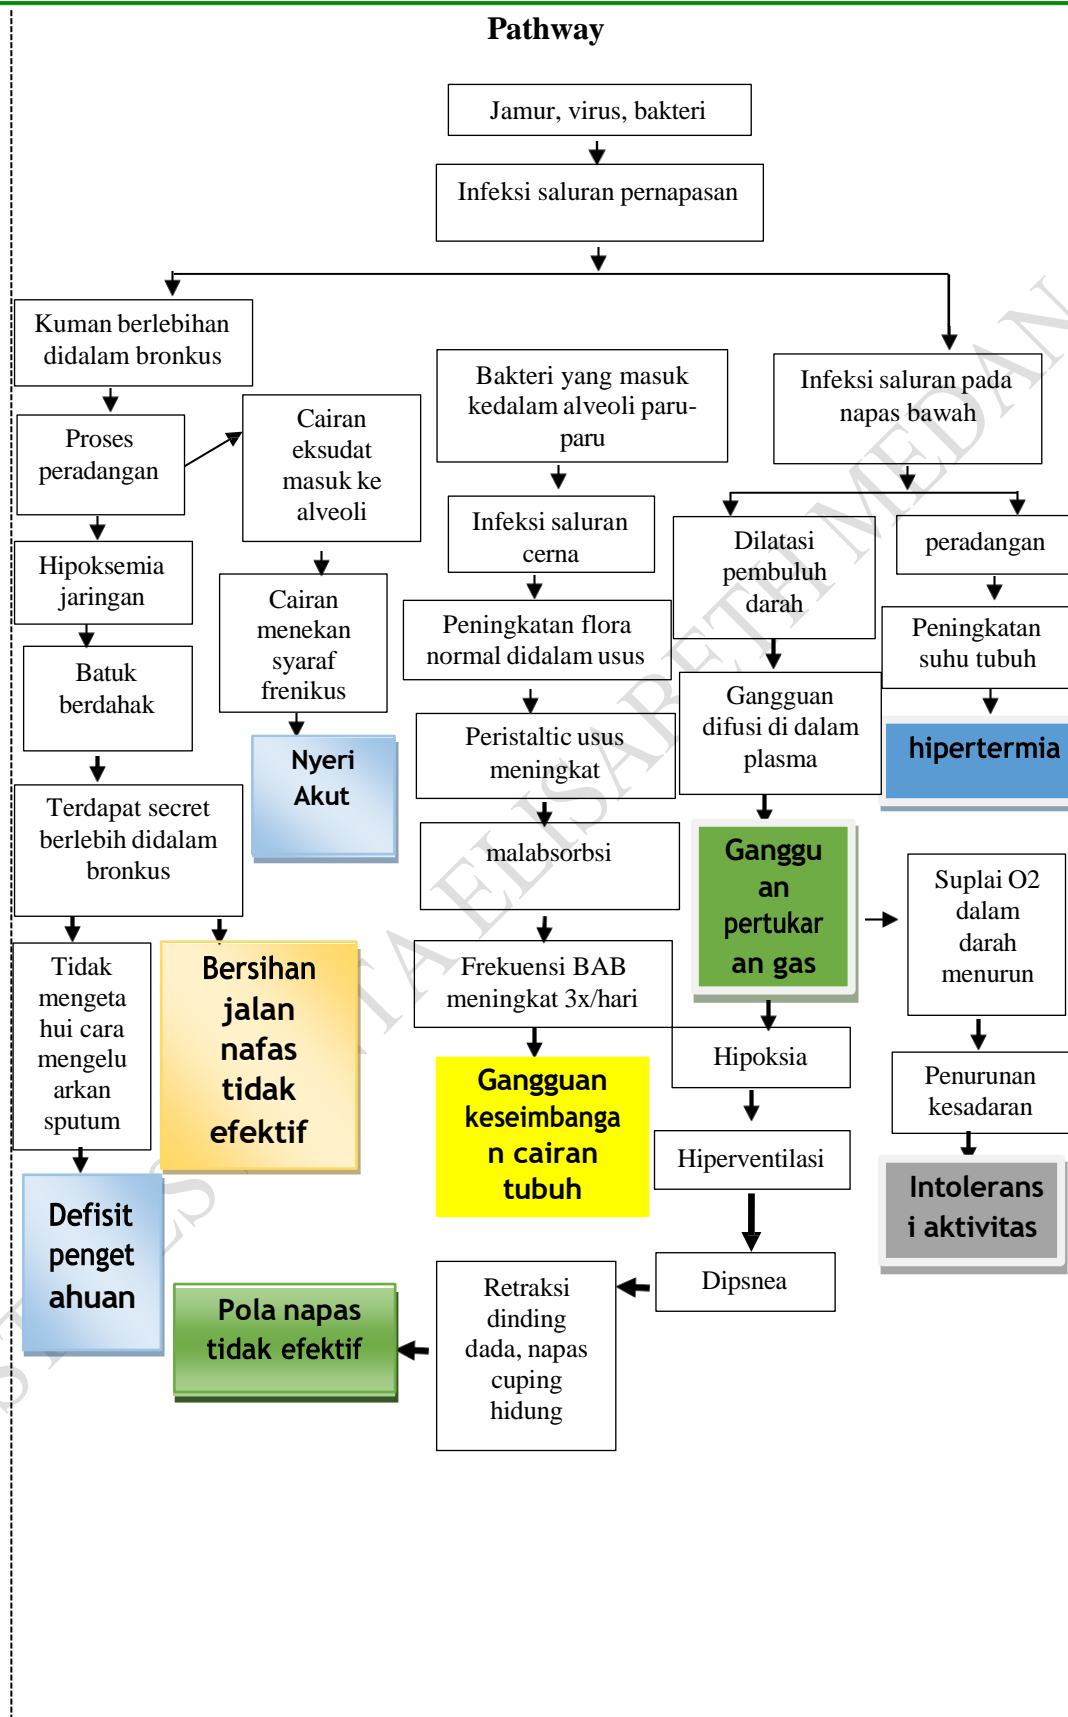 Pathway
Jamur, virus, bakteri
Infeksi saluran pernapasan
Kuman berlebihan
didalam bronkus
Bakteri yang masuk
kedalam alveoli paru-
paru
Infeksi saluran pada
napas bawah
Proses
peradangan
Cairan
eksudat
masuk ke
alveoli
Infeksi saluran
cerna
Dilatasi
pembuluh
darah
peradangan
Hipoksemia
jaringan
Cairan
menekan
syaraf
frenikus
Peningkatan flora
normal didalam usus
Peningkatan
suhu tubuh
Batuk
berdahak
Gangguan
difusi di dalam
plasma
Nyeri
Akut
Peristaltic usus
meningkat
hipertermia
Terdapat secret
berlebih didalam
bronkus
malabsorbsi
Ganggu
an
pertukar
an gas
Suplai O2
dalam
darah
menurun
Tidak
mengeta
hui cara
mengelu
arkan
sputum
Bersihan
jalan
nafas
tidak
efektif
Frekuensi BAB
meningkat 3x/hari
Hipoksia
Gangguan
keseimbanga
n cairan
tubuh
Penurunan
kesadaran
Hiperventilasi
Intolerans
i aktivitas
Defisit
penget
ahuan
Dipsnea
Retraksi
dinding
dada, napas
cuping
hidung
Pola napas
tidak efektif
ST
ES
TA ELISABETH MEDAN